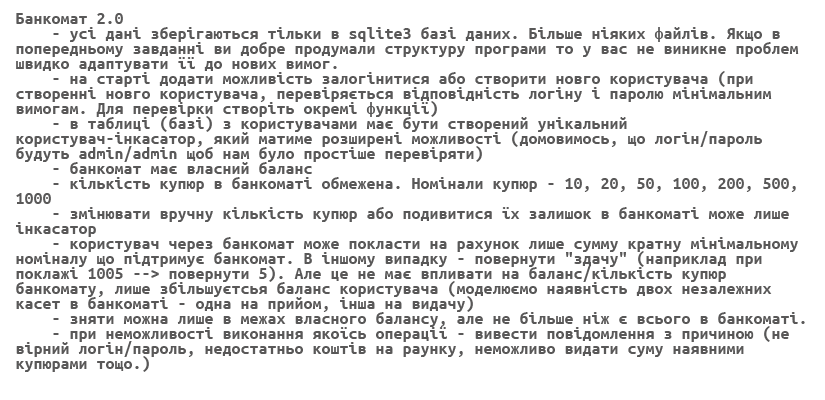 Банкомат 2.0
- усі дані зберігаються тільки в sqlite3 базі даних. Більше ніяких файлів. Якщо в
попередньому завданні ви добре продумали структуру програми то у вас не виникне проблем
швидко адаптувати її до нових вимог.
- на старті додати можливість залогінитися або створити новго користувача (при
створенні новго користувача, перевіряється відповідність логіну і паролю мінімальним
вимогам. Для перевірки створіть окремі функції)
- в таблиці (базі) з користувачами має бути створений унікальний
користувач-інкасатор, який матиме розширені можливості (домовимось, що логін/пароль
будуть admin/admin щоб нам було простіше перевіряти)
- банкомат має власний баланс
- кількість купюр в банкоматі обмежена. Номінали купюр - 10, 20, 50, 100, 200, 500,
1000
- змінювати вручну кількість купюр або подивитися їх залишок в банкоматі може лише
інкасатор
- користувач через банкомат може покласти на рахунок лише сумму кратну мінімальному
номіналу що підтримує банкомат. В іншому випадку - повернути "здачу" (наприклад при
поклажі 1005 --> повернути 5). Але це не має впливати на баланс/кількість купюр
банкомату, лише збільшуєтсья баланс користувача (моделюємо наявність двох незалежних
касет в банкоматі - одна на прийом, інша на видачу)
- зняти можна лише в межах власного балансу, але не більше ніж є всього в банкоматі.
- при неможливості виконання якоїсь операції - вивести повідомлення з причиною (не
вірний логін/пароль, недостатньо коштів на раунку, неможливо видати суму наявними
купюрами тощо.)